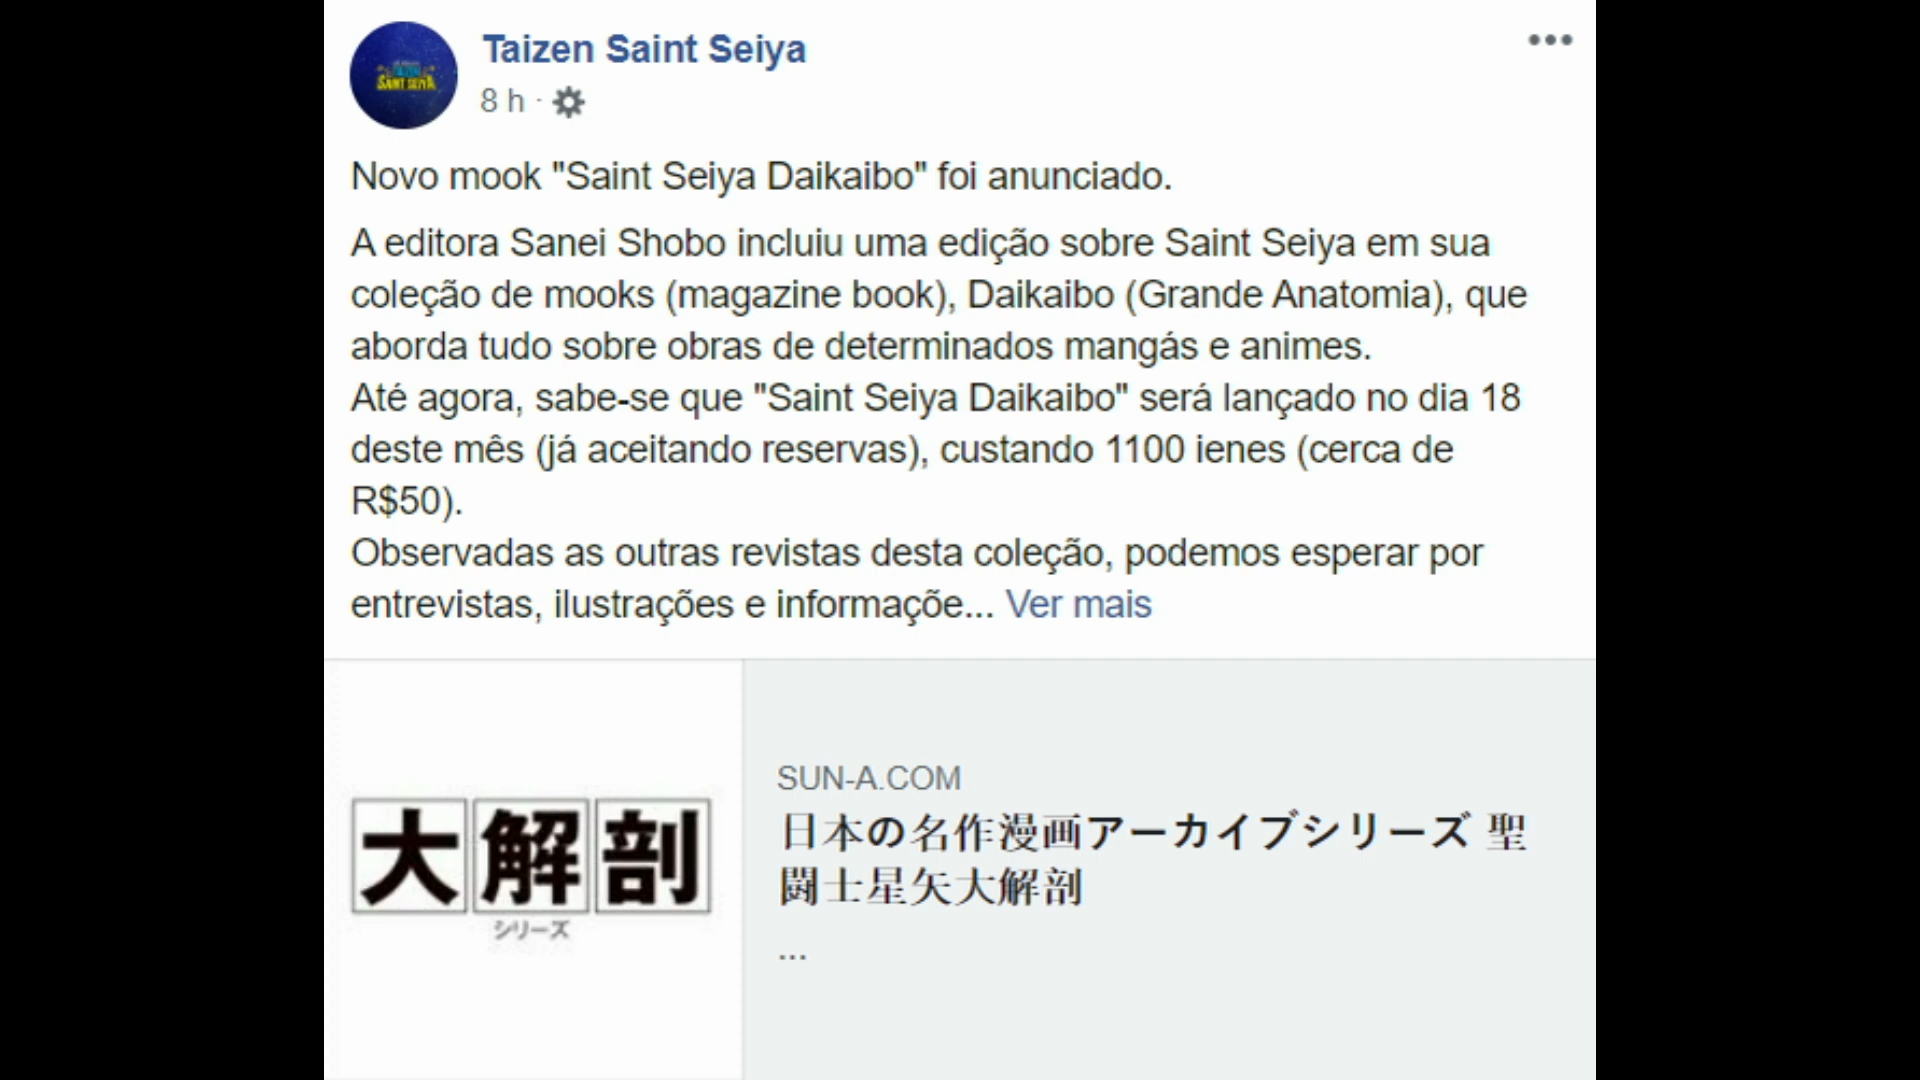 Taizen Saint Seiya
8 h ·
Novo mook "Saint Seiya Daikaibo" foi anunciado.
A editora Sanei Shobo incluiu uma edição sobre Saint Seiya em sua
coleção de mooks (magazine book), Daikaibo (Grande Anatomia), que
aborda tudo sobre obras de determinados mangás e animes.
Até agora, sabe-se que "Saint Seiya Daikaibo" será lançado no dia 18
deste mês (já aceitando reservas), custando 1100 ienes (cerca de
R$50).
Observadas as outras revistas desta coleção, podemos esperar por
entrevistas, ilustrações e informaçõe... Ver mais
大解剖
シリーズ
SUN-A.COM
日本の名作漫画アーカイブシリーズ 聖
闘士星矢大解剖
...